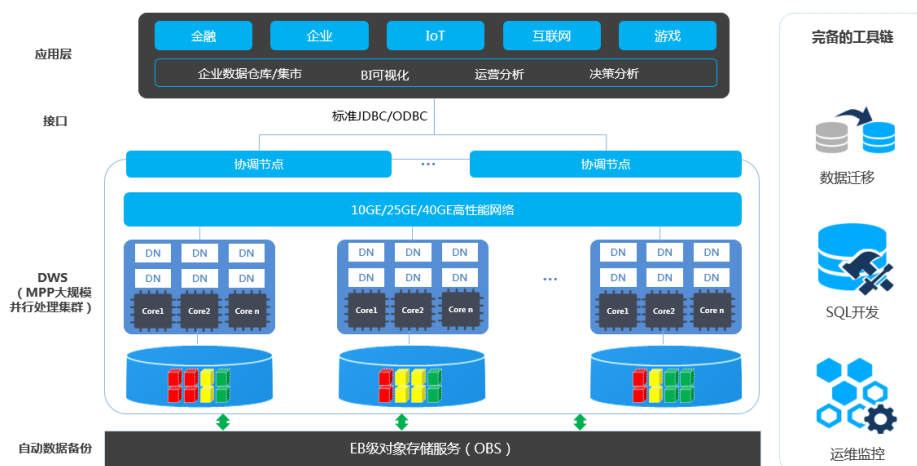 应用层
金融
企业
IoT
互联网
游戏
企业数据仓库/集市
BI可视化
运营分析
决策分析
接口
标准JDBC/ODBC
协调节点
...
协调节点
10GE/25GE/40GE高性能网络
DWS
（MPP大规模
并行处理集群）
DN DN DN
DN DN DN
Core1 Core2 Core n
DN DN DN
DN DN DN
Core1 Core2 Core n
...
DN DN DN
DN DN DN
Core1 Core2 Core n
自动数据备份
EB级对象存储服务（OBS）
完备的工具链
数据迁移
SQL开发
运维监控